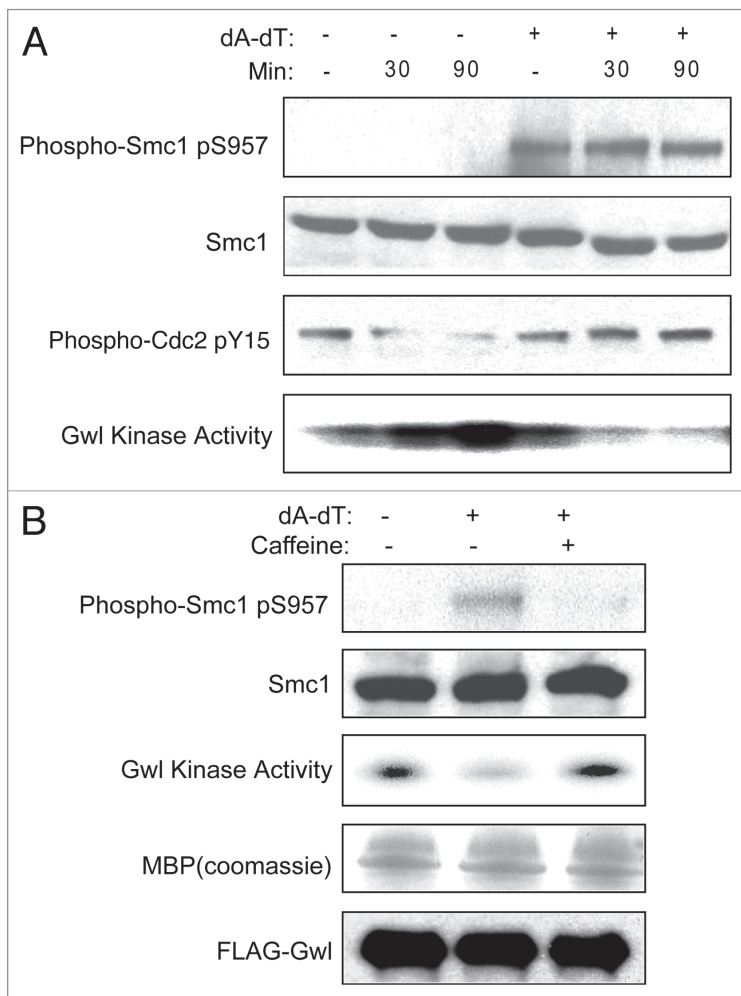 A
dA-dT: - - - + + +
Min: - 30 90 - 30 90
Phospho-Smc1 pS957
Smc1
Phospho-Cdc2 pY15
Gwl Kinase Activity
B
dA-dT: - + +
Caffeine: - - +
Phospho-Smc1 pS957
Smc1
Gwl Kinase Activity
MBP(coomassie)
FLAG-Gwl